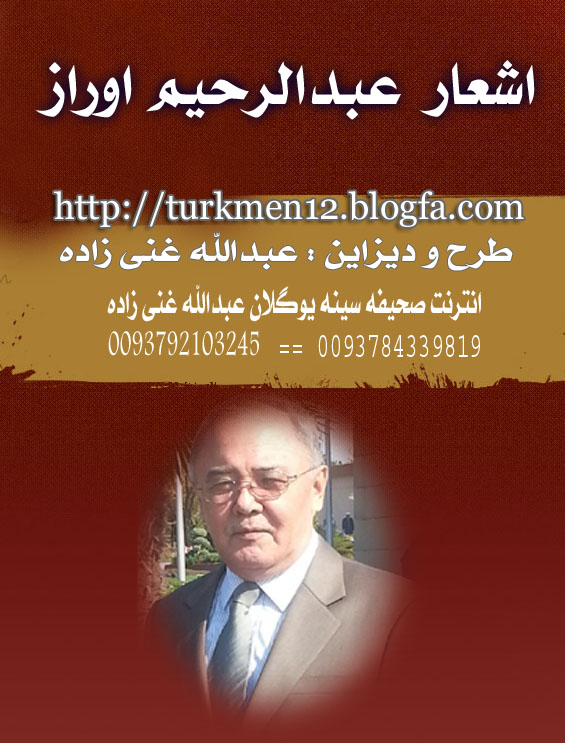 اشعار عبدالرحیم اوراز
http://turkmen12.blogfa.com
طرح و دیزاین : عبدالله غنی زاده
انترنت صحیفه سینه یوگلان عبدالله غنی زاده
0093792103245 == 0093784339819